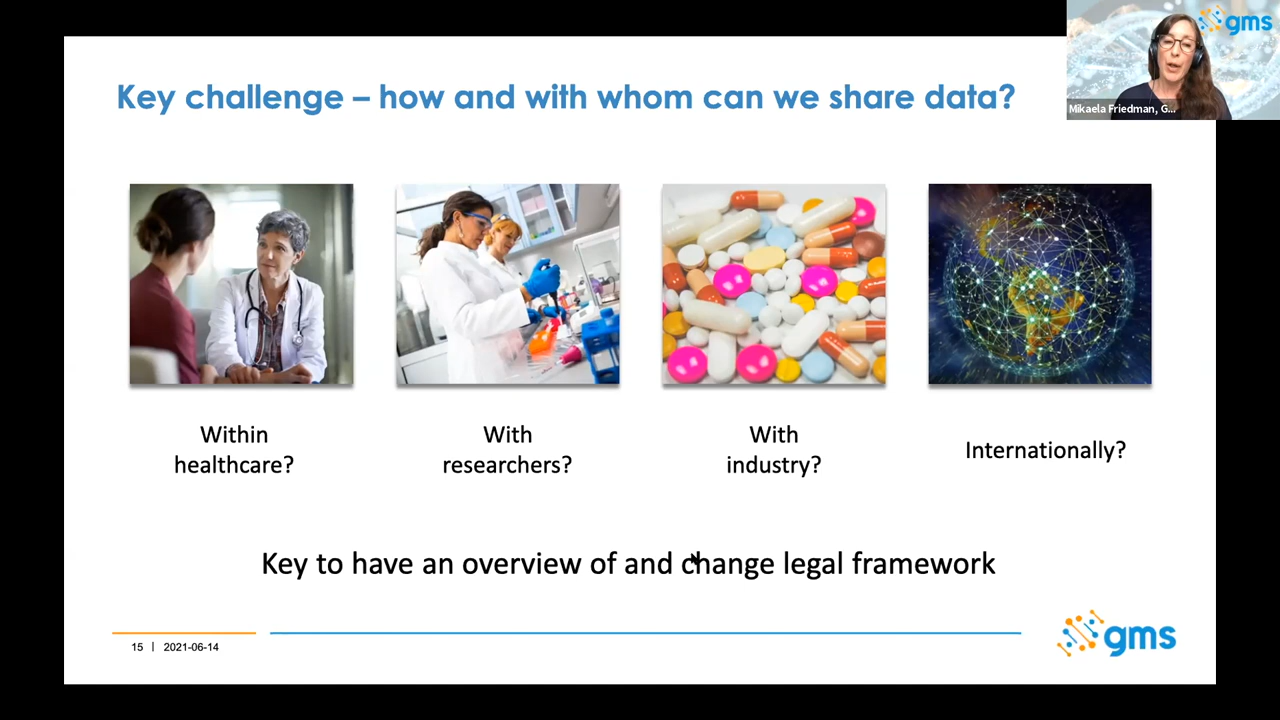 gms
Mikaela Friedman, G...
Key challenge – how and with whom can we share data?
Within
healthcare?
With
researchers?
With
industry?
Internationally?
Key to have an overview of and change legal framework
15 | 2021-06-14
gms